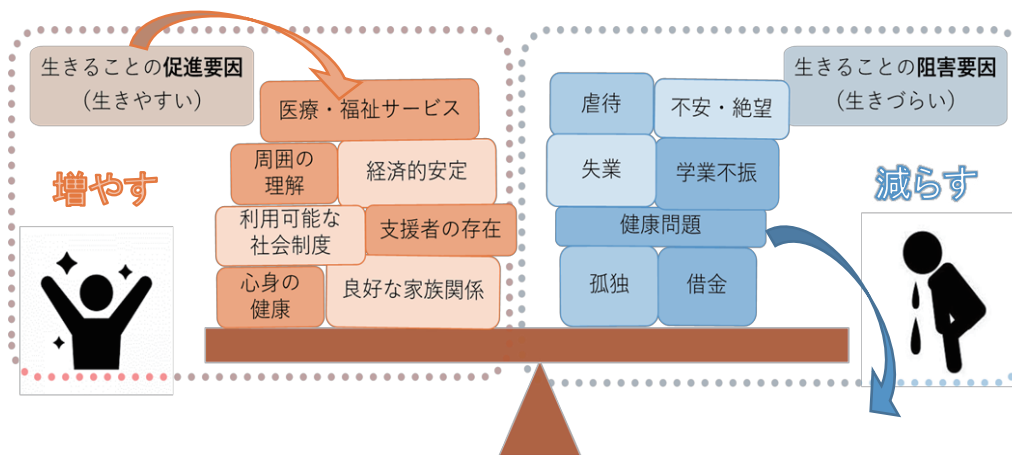 生きることの促進要因
（生きやすい）
増やす
医療・福祉サービス
周囲の
理解
経済的安定
利用可能な
社会制度
支援者の存在
心身の
健康
良好な家族関係
生きることの阻害要因
（生きづらい）
減らす
虐待
不安・絶望
失業
学業不振
健康問題
孤独
借金